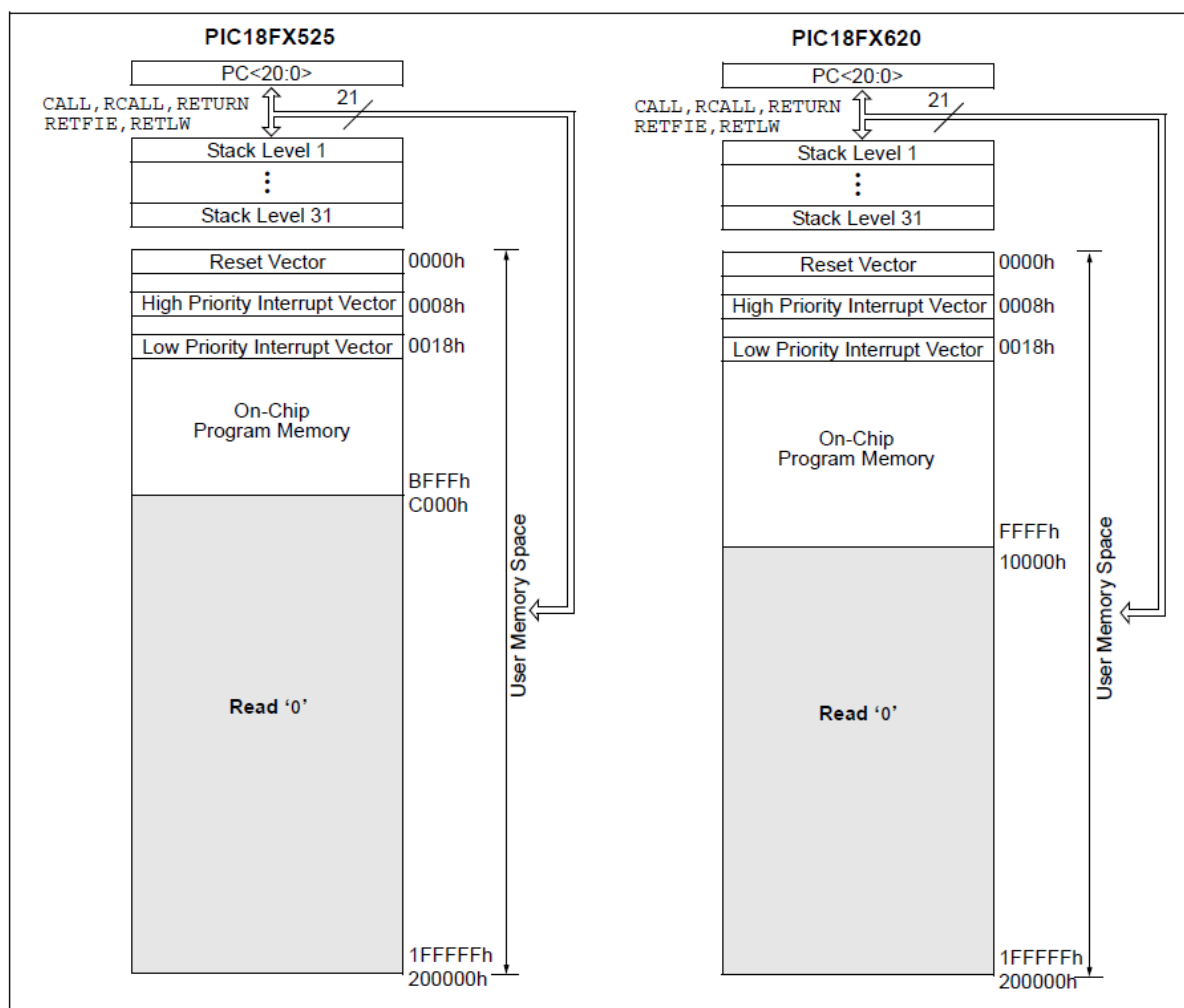 PIC18FX525
PC<20:0>
CALL,RCALL,RETURN
RETFIE,RETLW
21
Stack Level 1
Stack Level 31
Reset Vector
0000h
High Priority Interrupt Vector
0008h
Low Priority Interrupt Vector
0018h
On-Chip
Program Memory
BFFFh
C000h
Read ‘0’
1FFFFFh
200000h
User Memory Space
PIC18FX620
PC<20:0>
CALL,RCALL,RETURN
RETFIE,RETLW
21
Stack Level 1
Stack Level 31
Reset Vector
0000h
High Priority Interrupt Vector
0008h
Low Priority Interrupt Vector
0018h
On-Chip
Program Memory
FFFFh
10000h
Read ‘0’
1FFFFFh
200000h
User Memory Space